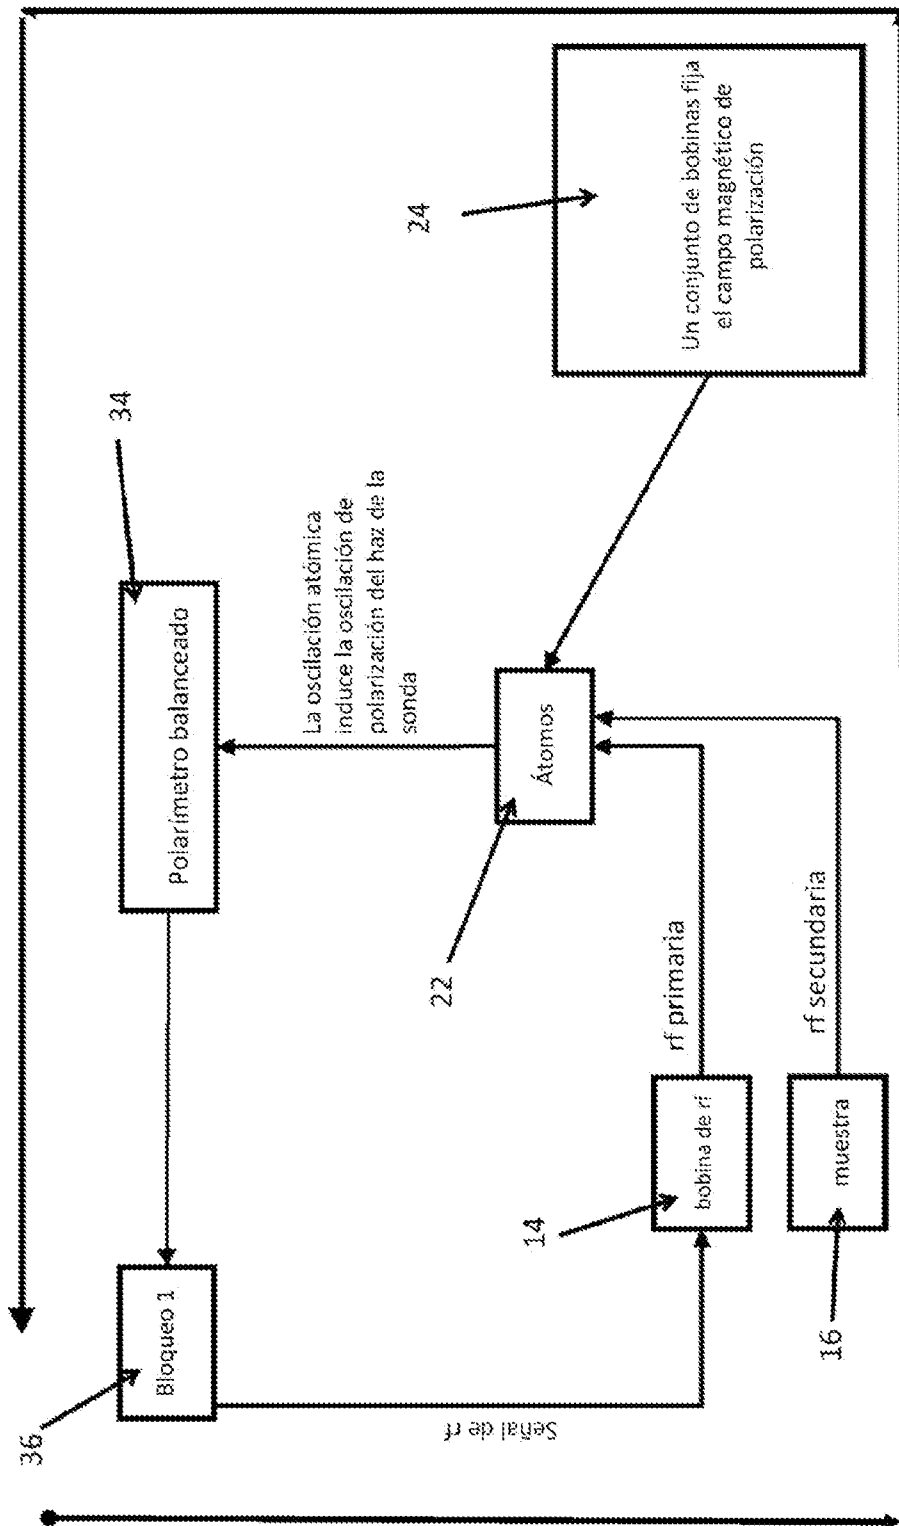 36
Bloqueo 1
Polarímetro balanceado
34
La oscilación atómica
induce la oscilación de
polarización del haz de la
sonda
Señal de rf
22
Átomos
24
Un conjunto de bobinas fija
el campo magnético de
polarización
14
bobina de rf
rf primaria
16
muestra
rf secundaria